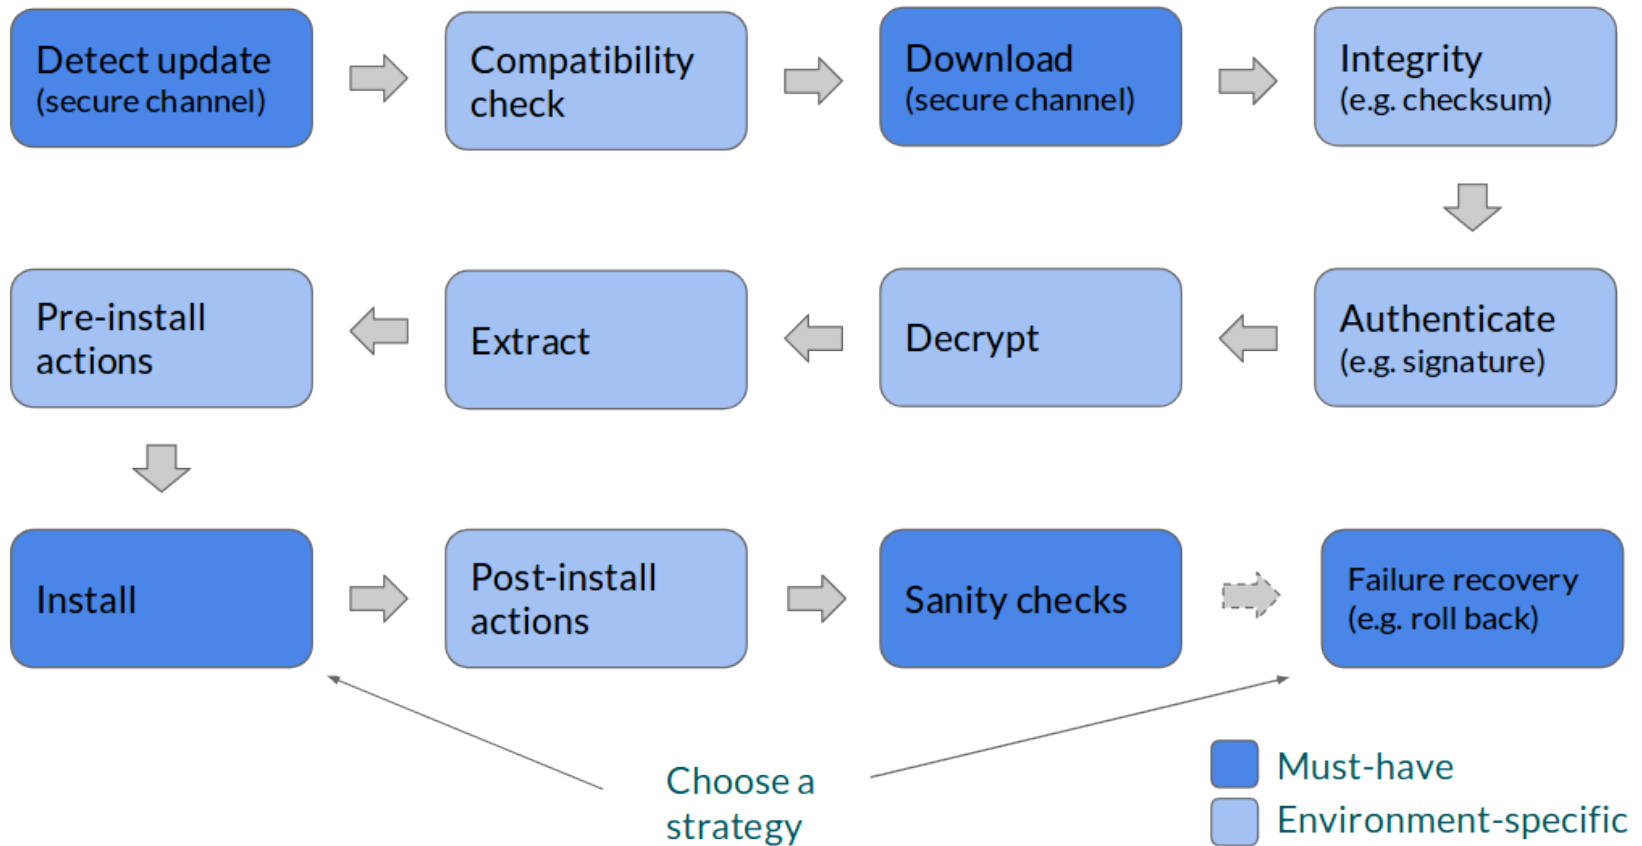 Detect update
(secure channel)
Compatibility
check
Download
(secure channel)
Integrity
(e.g. checksum)
Pre-install
actions
Extract
Decrypt
Authenticate
(e.g. signature)
Install
Post-install
actions
Sanity checks
Failure recovery
(e.g. roll back)
Choose a
strategy
Must-have
Environment-specific